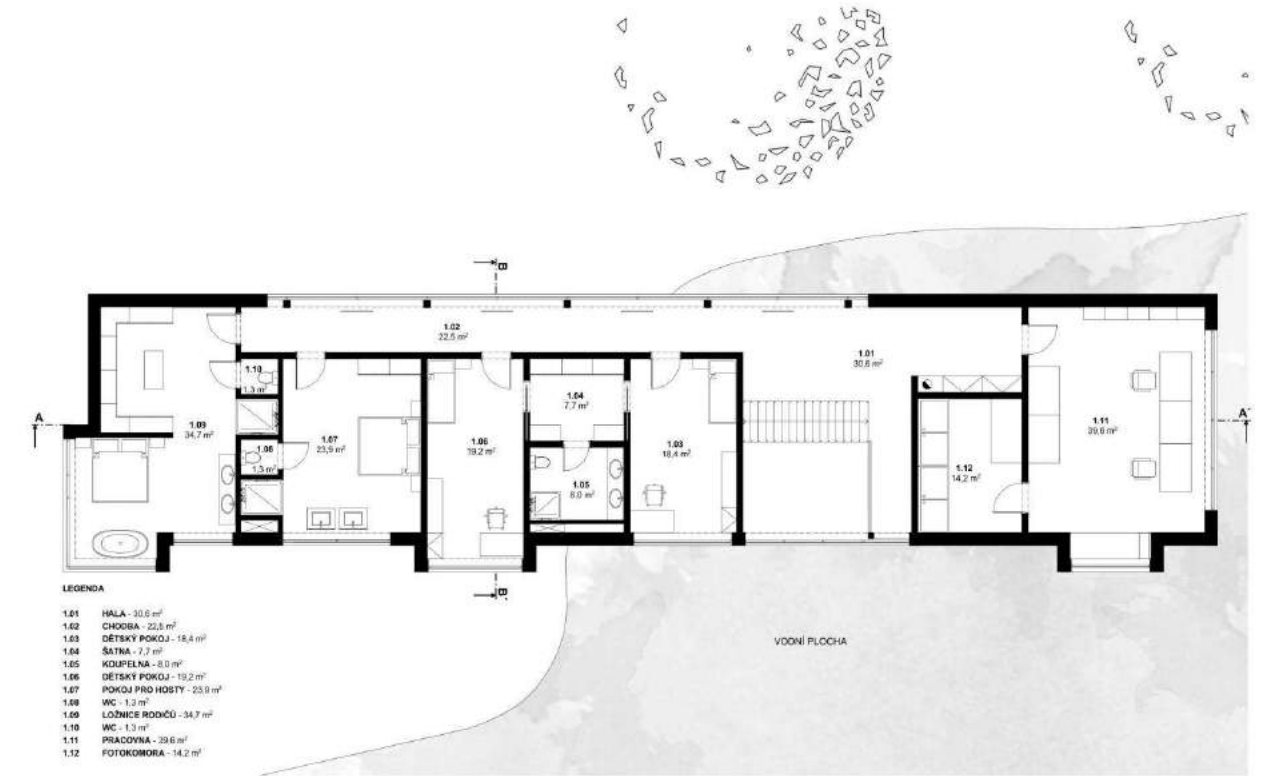 B
1.02
22,5 m²
1.01
30,6 m²
1.10
1,3 m²
1.04
7,7 m²
A
A´
1.09
34,7 m²
1.08
1,3 m²
1.07
23,9 m²
1.06
19,2 m²
1.03
18,4 m²
1.11
39,6 m²
1.12
14,2 m²
1.05
8,0 m²
B´
LEGENDA
1.01 HALA - 30,6 m²
1.02 CHODBA - 22,5 m²
1.03 DĚTSKÝ POKOJ - 18,4 m²
1.04 ŠATNA - 7,7 m²
1.05 KOUPELNA - 8,0 m²
1.06 DĚTSKÝ POKOJ - 19,2 m²
1.07 POKOJ PRO HOSTY - 23,9 m²
1.08 WC - 1,3 m²
1.09 LOŽNICE RODIČŮ - 34,7 m²
1.10 WC - 1,3 m²
1.11 PRACOVNA - 39,6 m²
1.12 FOTOKOMORA - 14,2 m²
VODNÍ PLOCHA